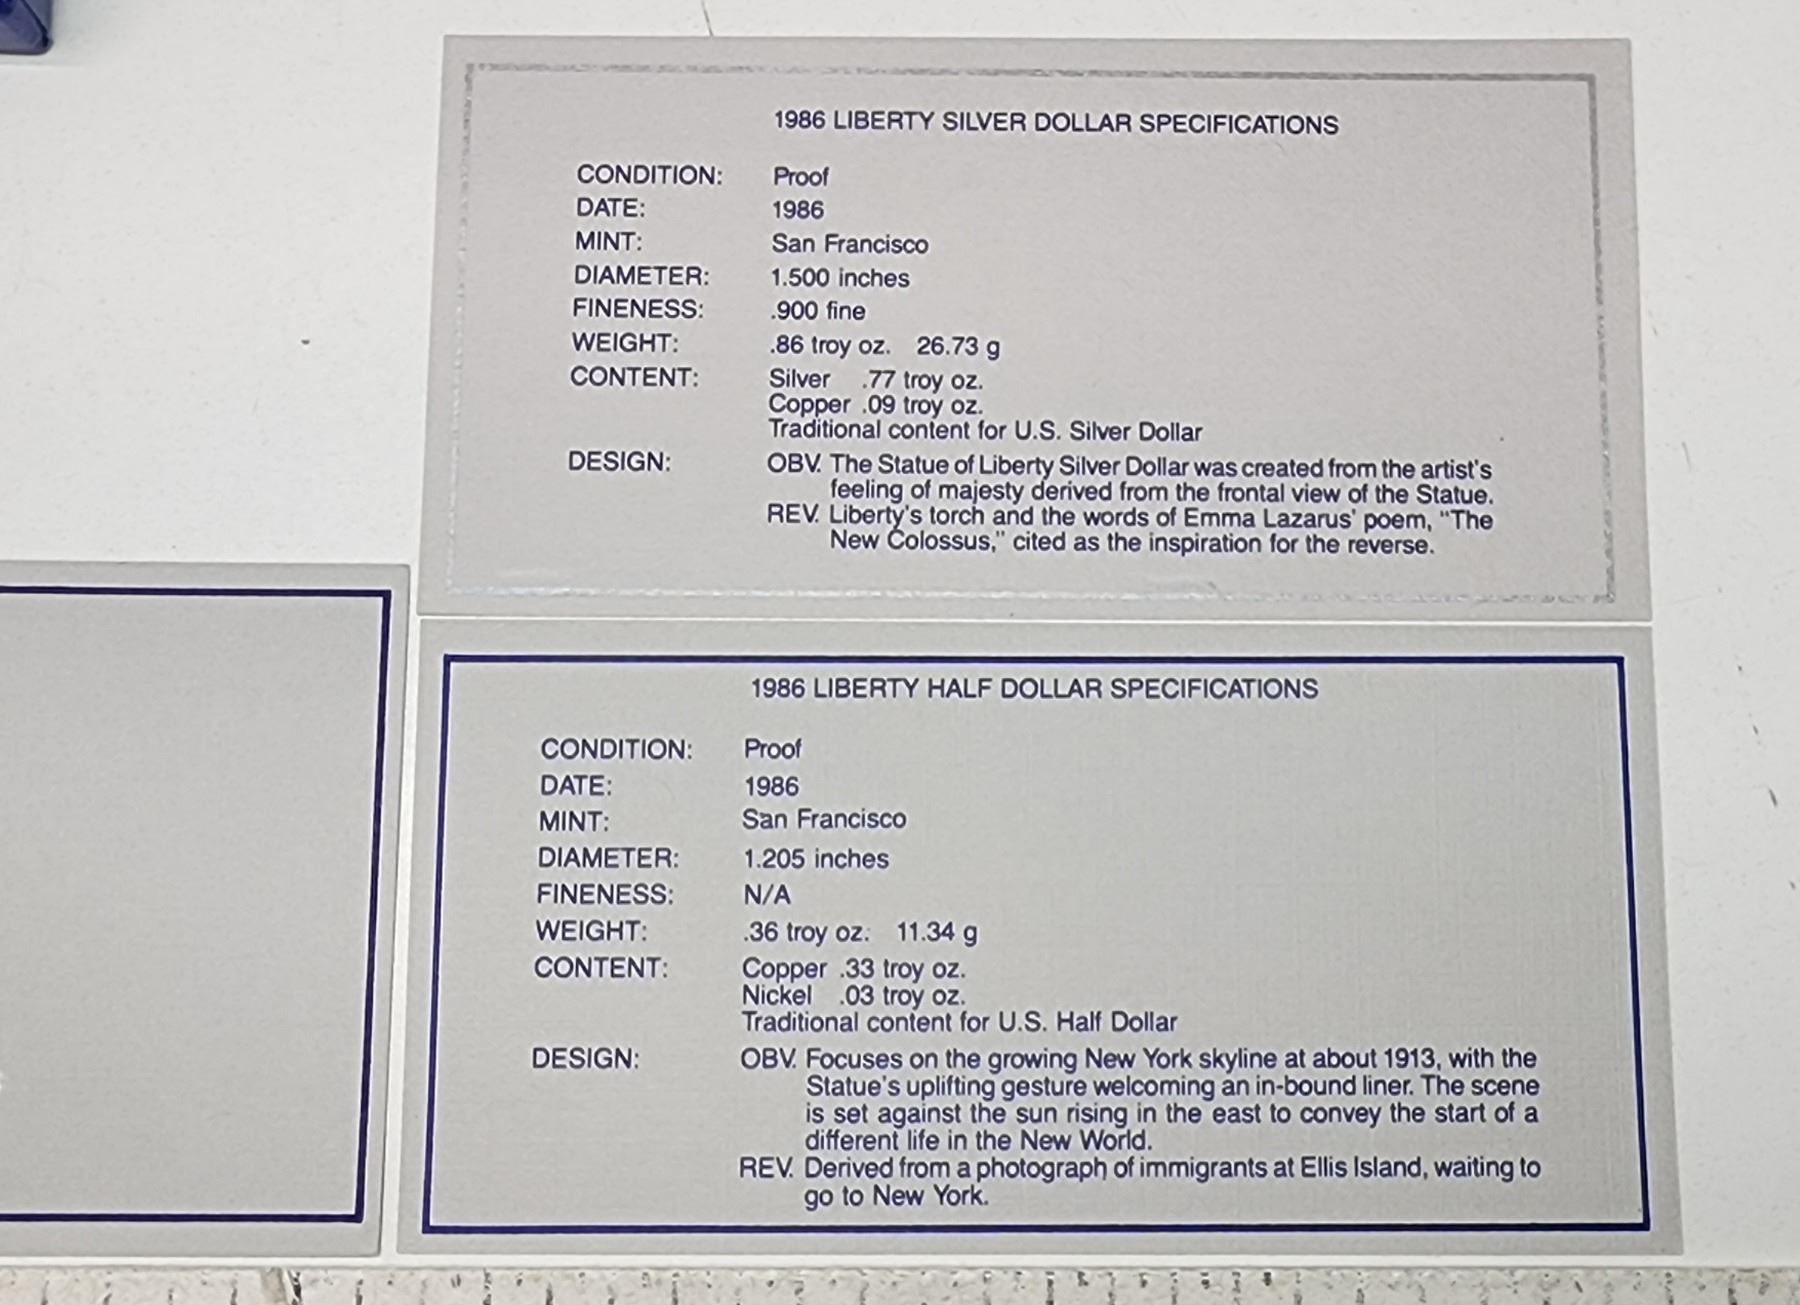 1986 LIBERTY SILVER DOLLAR SPECIFICATIONS
CONDITION: Proof
DATE: 1986
MINT: San Francisco
DIAMETER: 1.500 inches
FINENESS: .900 fine
WEIGHT: .86 troy oz. 26.73 g
CONTENT: Silver .77 troy oz.
Copper .09 troy oz.
Traditional content for U.S. Silver Dollar
DESIGN: OBV. The Statue of Liberty Silver Dollar was created from the artist's
feeling of majesty derived from the frontal view of the Statue.
REV. Liberty's torch and the words of Emma Lazarus' poem, "The
New Colossus," cited as the inspiration for the reverse.
1986 LIBERTY HALF DOLLAR SPECIFICATIONS
CONDITION: Proof
DATE: 1986
MINT: San Francisco
DIAMETER: 1.205 inches
FINENESS: N/A
WEIGHT: .36 troy oz. 11.34 g
CONTENT: Copper .33 troy oz.
Nickel .03 troy oz.
Traditional content for U.S. Half Dollar
DESIGN: OBV. Focuses on the growing New York skyline at about 1913, with the
Statue's uplifting gesture welcoming an in-bound liner. The scene
is set against the sun rising in the east to convey the start of a
different life in the New World.
REV. Derived from a photograph of immigrants at Ellis Island, waiting to
go to New York.